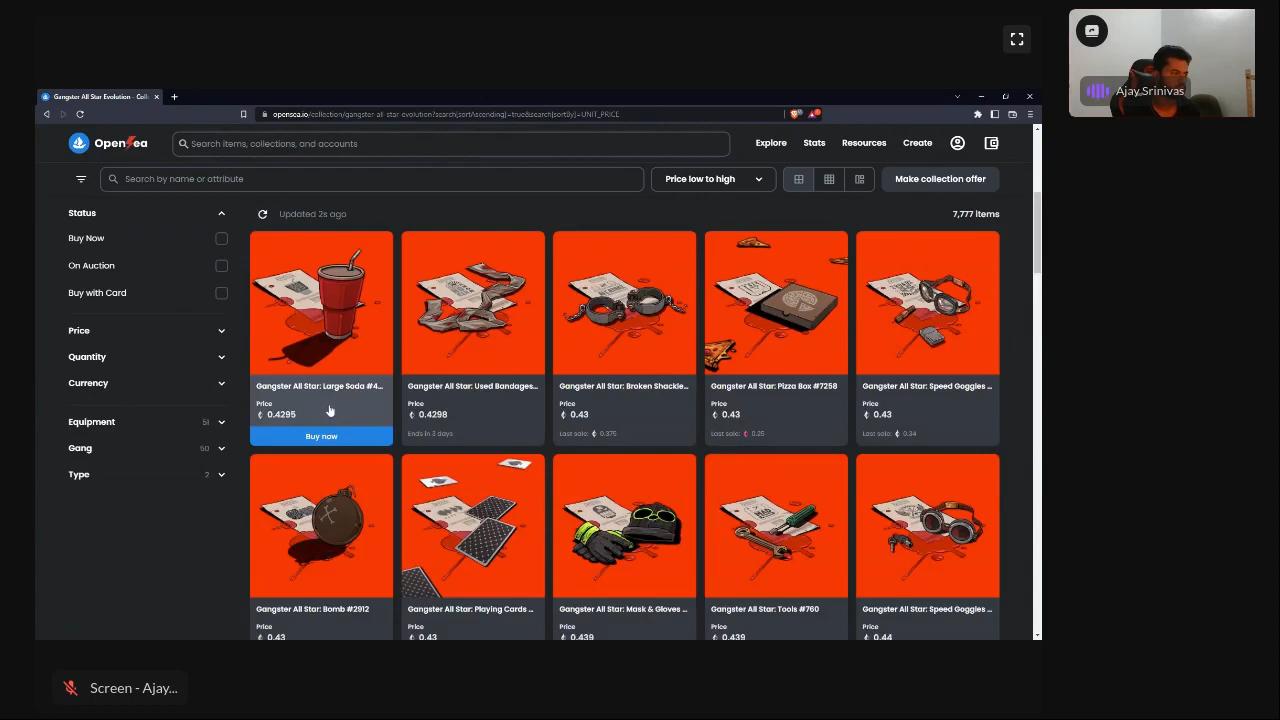 Gangster All Star Evolution - Coll
opensea.io/collection/gangster-all-star-evolution?search[sortAscending]=true&search[sortBy]=UNIT_PRICE
OpenSea
Search items, collections, and accounts
Explore
Stats
Resources
Create
Search by name or attribute
Price low to high
Make collection offer
Ajay Srinivas
Status
Buy Now
On Auction
Buy with Card
Price
Quantity
Currency
Equipment 51
Gang 50
Type 2
Updated 2s ago
7,777 items
Gangster All Star: Large Soda #4...
Price
0.4295
Buy now
Gangster All Star: Used Bandages...
Price
0.4298
Ends in 3 days
Gangster All Star: Broken Shackle...
Price
0.43
Last sale: 0.375
Gangster All Star: Pizza Box #7258
Price
0.43
Last sale: 0.25
Gangster All Star: Speed Goggles ...
Price
0.43
Last sale: 0.34
Gangster All Star: Bomb #2912
Price
0.43
Gangster All Star: Playing Cards ...
Price
0.43
Gangster All Star: Mask & Gloves ...
Price
0.439
Gangster All Star: Tools #760
Price
0.439
Gangster All Star: Speed Goggles ...
Price
0.44
Screen - Ajay...